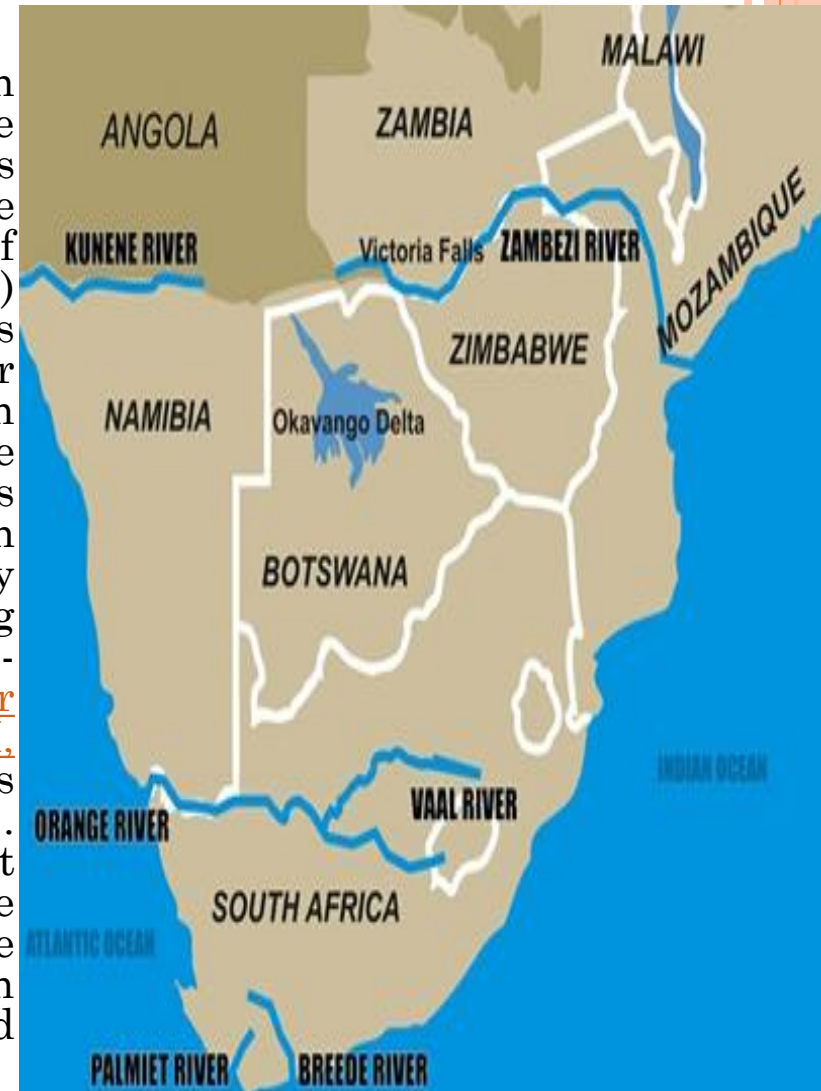 MALAWI
ANGOLA
ZAMBIA
MOZAMBIQUE
KUNENE RIVER
Victoria Falls
ZAMBEZI RIVER
ZIMBABWE
NAMIBIA
Okavango Delta
BOTSWANA
INDIAN OCEAN
ORANGE RIVER
VAAL RIVER
SOUTH AFRICA
ATLANTIC OCEAN
PALMIET RIVER
BREEDE RIVER